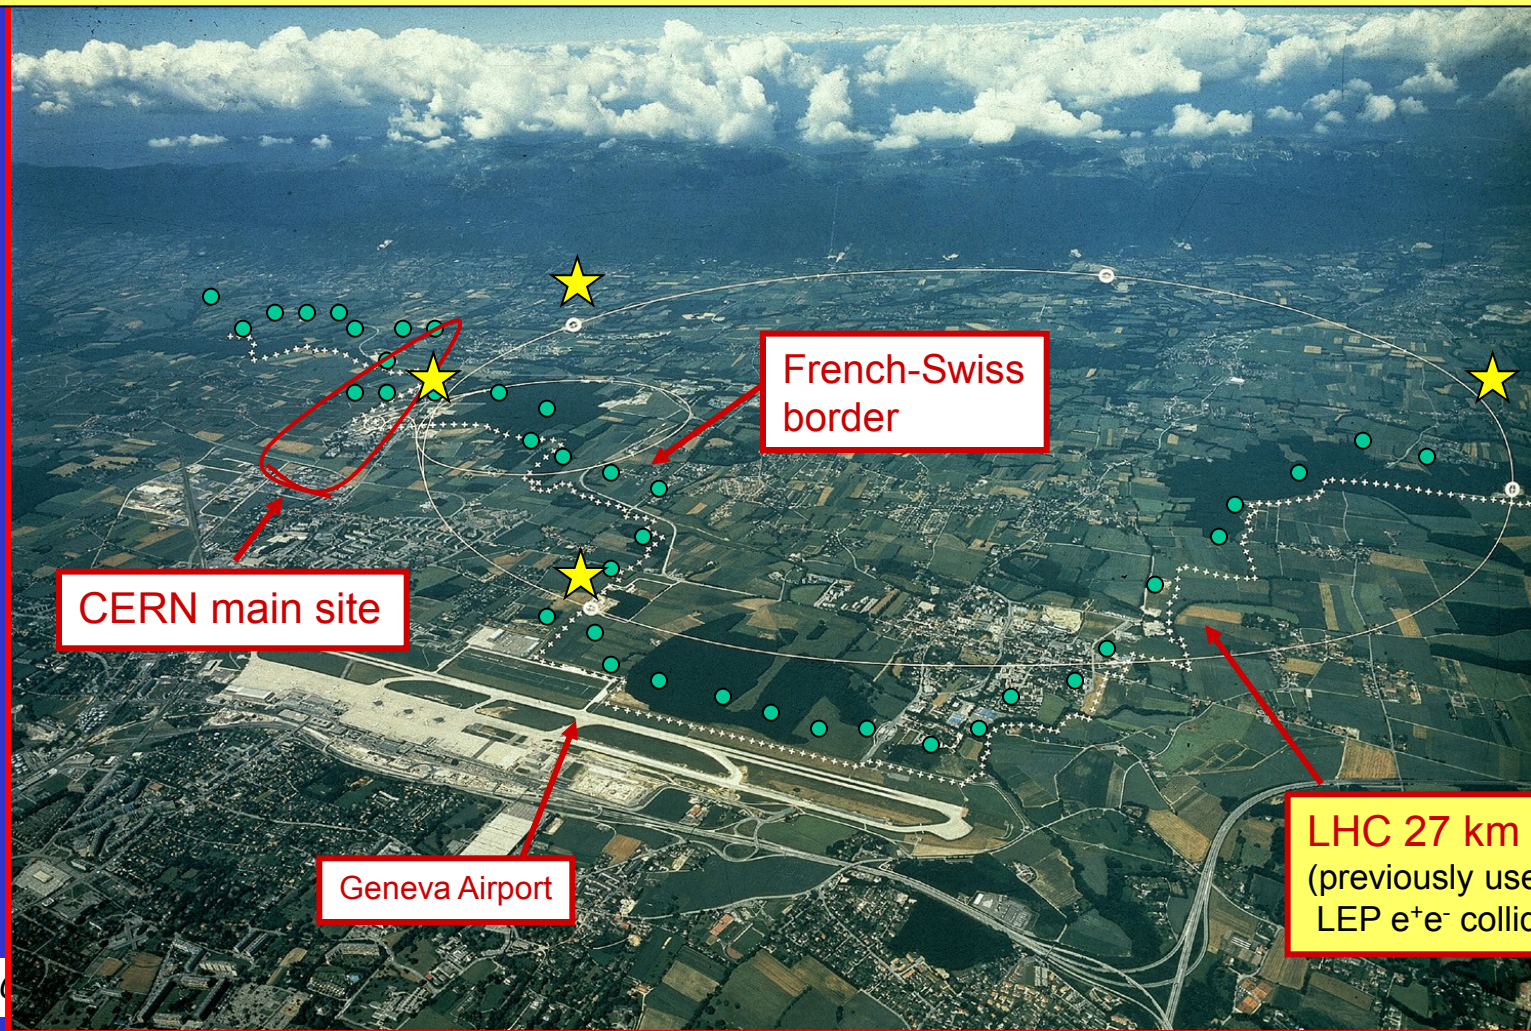 French-Swiss
border
CERN main site
Geneva Airport
LHC 27 km
(previously use
LEP e⁺e⁻ collic